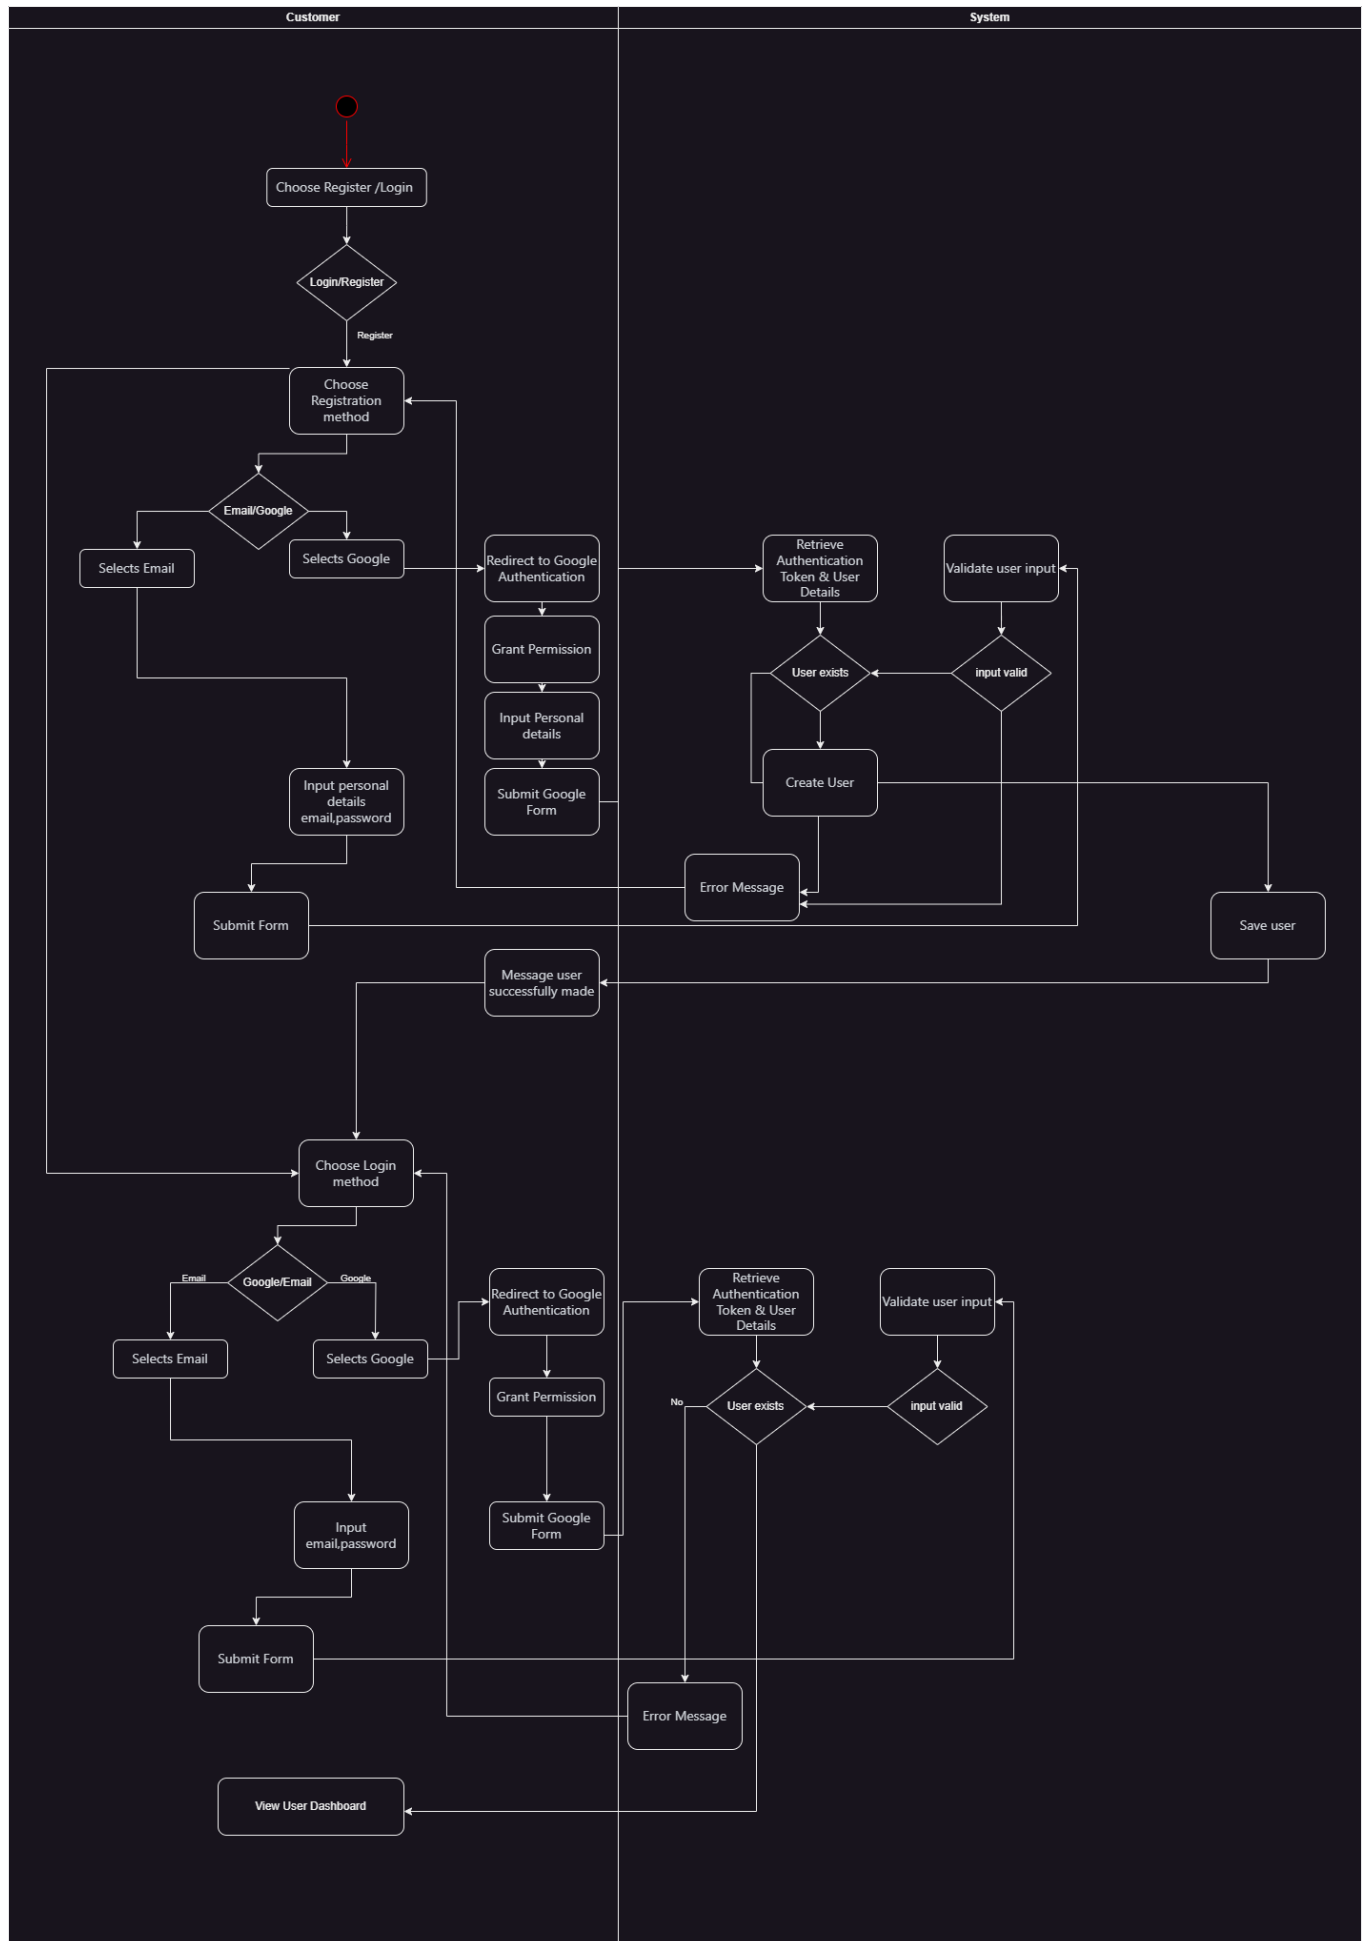 Customer
System
Choose Register /Login
Login/Register
Register
Choose
Registration
method
Email/Google
Selects Email
Selects Google
Redirect to Google
Authentication
Grant Permission
Input Personal
details
Submit Google
Form
Retrieve
Authentication
Token & User
Details
Validate user input
User exists
input valid
Create User
Input personal
details
email,password
Submit Form
Error Message
Save user
Message user
successfully made
Choose Login
method
Email
Google/Email
Google
Selects Email
Selects Google
Redirect to Google
Authentication
Grant Permission
Submit Google
Form
Retrieve
Authentication
Token & User
Details
Validate user input
No
User exists
input valid
Input
email,password
Submit Form
Error Message
View User Dashboard